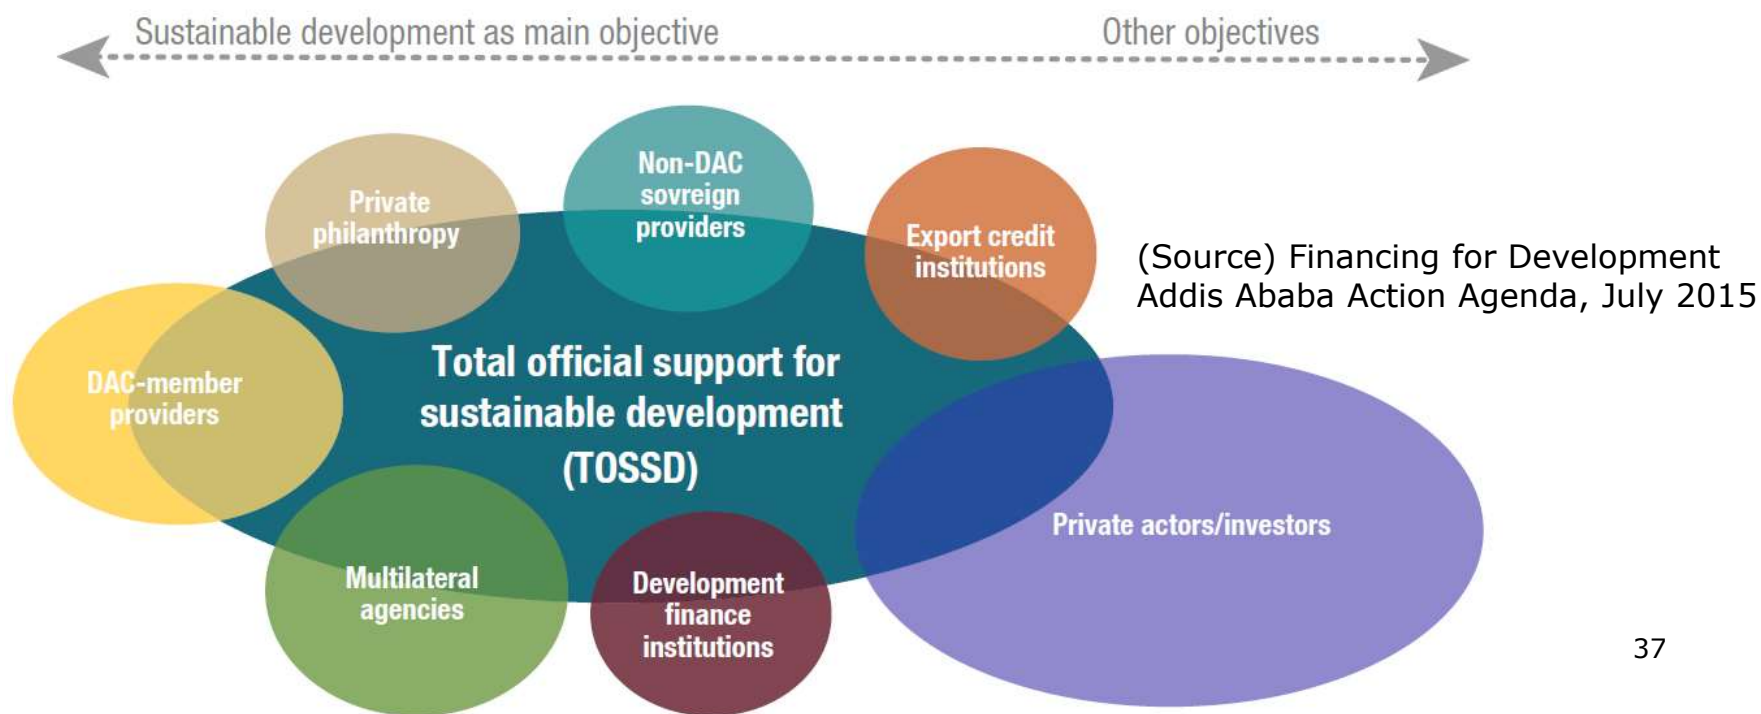 Sustainable development as main objective
Other objectives
Private
philanthropy
Non-DAC
sovreign
providers
Export credit
institutions
(Source) Financing for Development
Addis Ababa Action Agenda, July 2015
DAC-member
providers
Total official support for
sustainable development
(TOSSD)
Private actors/investors
Multilateral
agencies
Development
finance
institutions
37